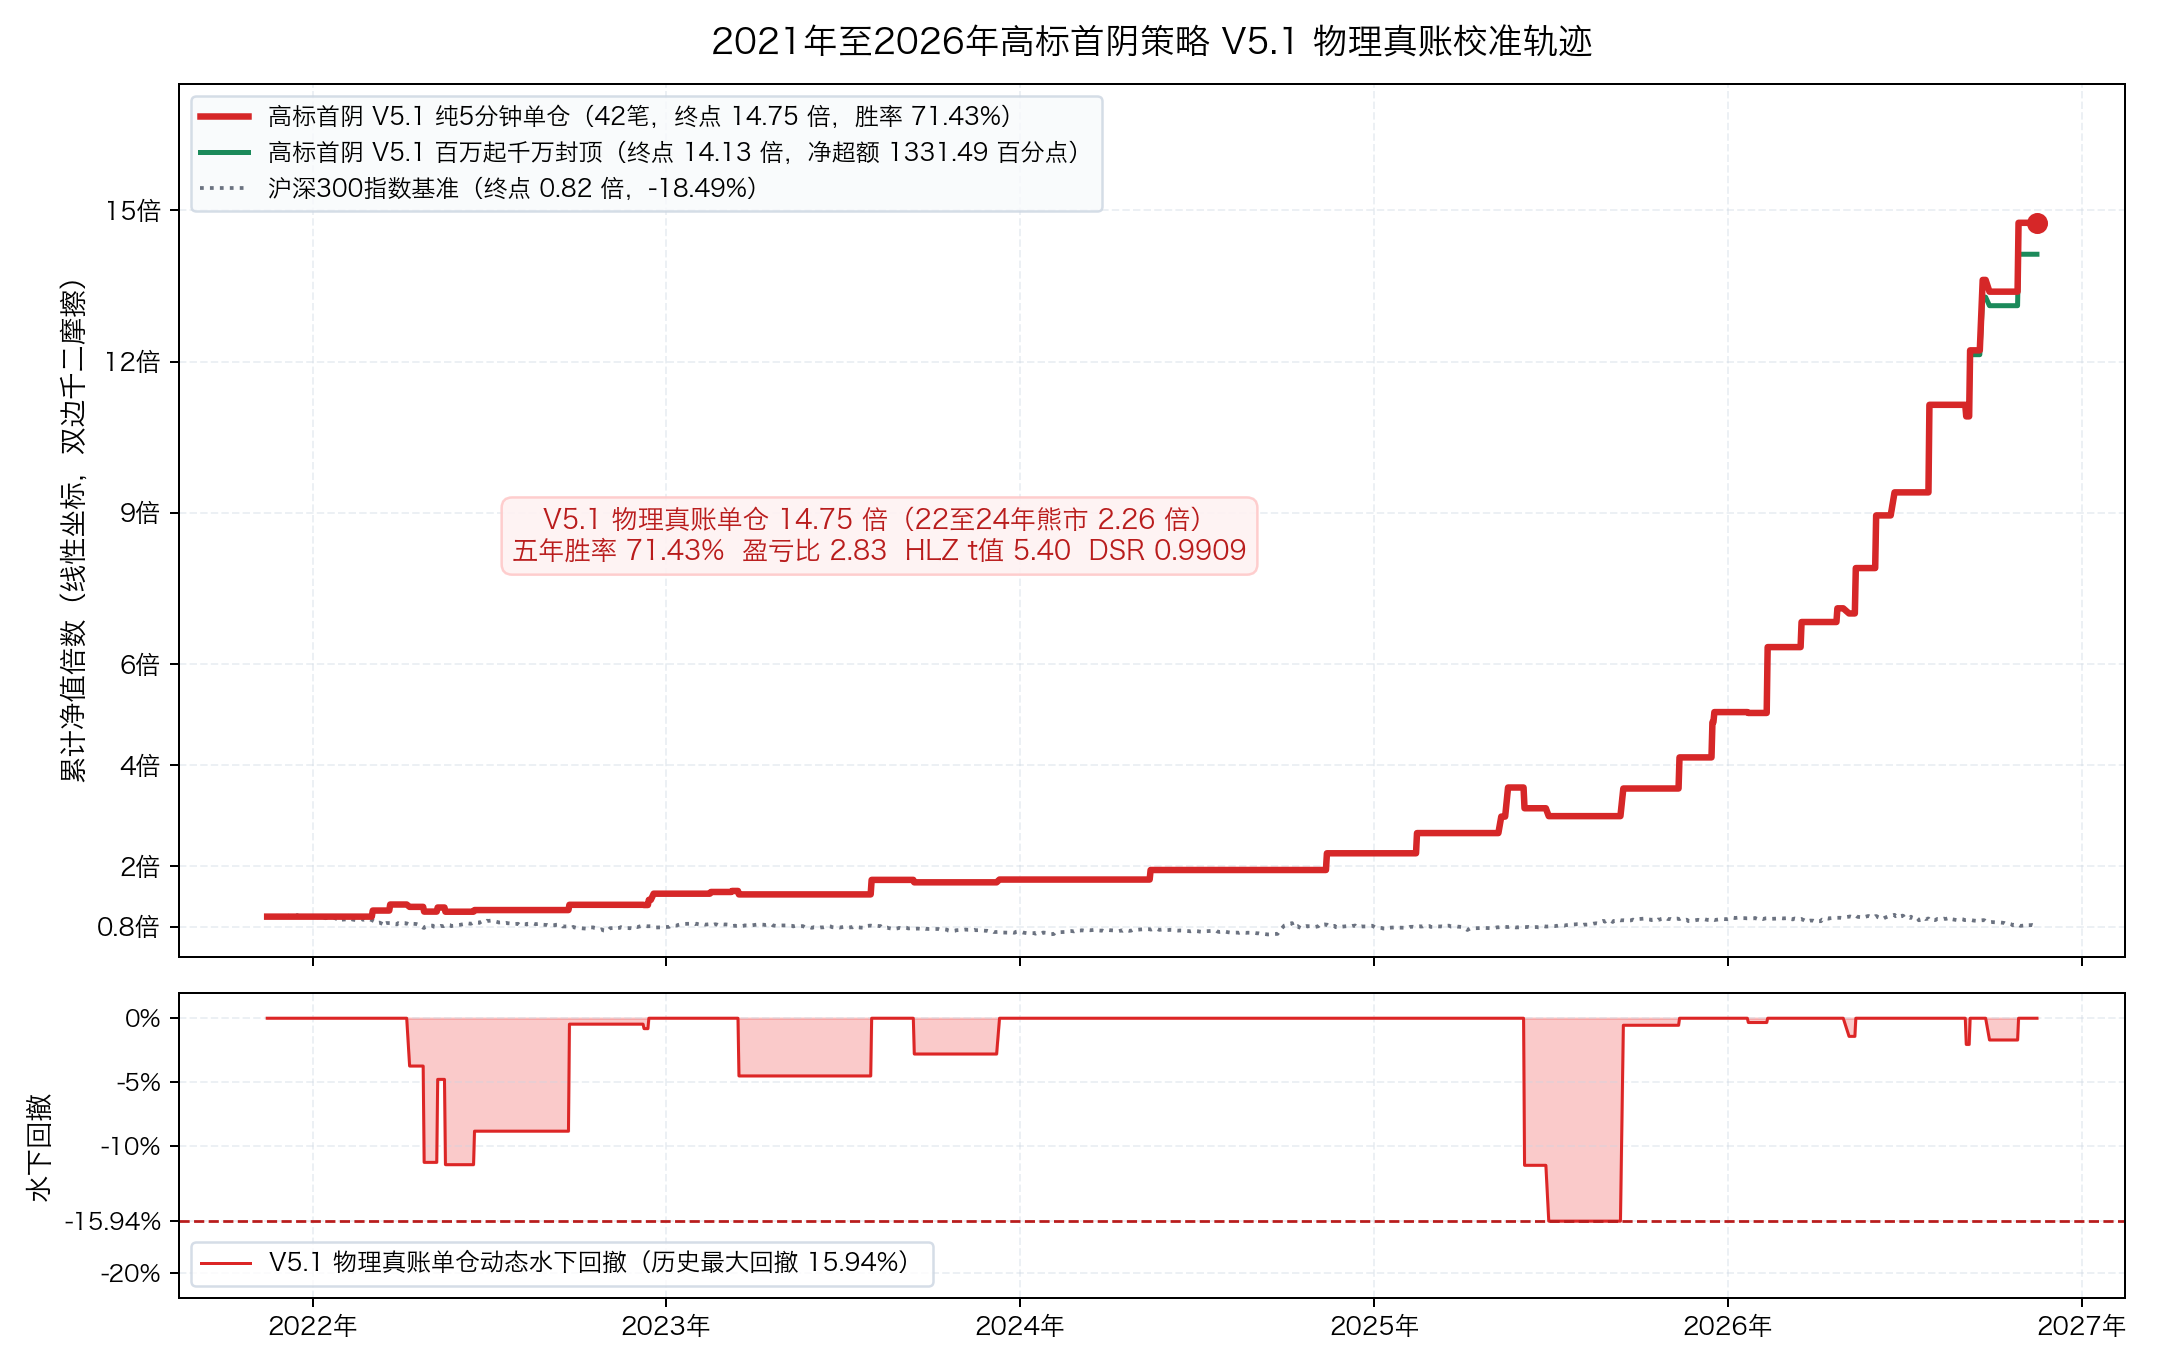 2021年至2026年高标首阴策略 V5.1 物理真账校准轨迹
高标首阴 V5.1 纯5分钟单仓（42笔，终点 14.75 倍，胜率 71.43%）
高标首阴 V5.1 百万起千万封顶（终点 14.13 倍，净超额 1331.49 百分点）
沪深300指数基准（终点 0.82 倍，-18.49%）
累计净值倍数（线性坐标，双边千二摩擦）
15倍
12倍
9倍
6倍
4倍
2倍
0.8倍
V5.1 物理真账单仓 14.75 倍（22至24年熊市 2.26 倍）
五年胜率 71.43%  盈亏比 2.83  HLZ t值 5.40  DSR 0.9909
水下回撤
0%
-5%
-10%
-15.94%
-20%
V5.1 物理真账单仓动态水下回撤（历史最大回撤 15.94%）
2022年
2023年
2024年
2025年
2026年
2027年